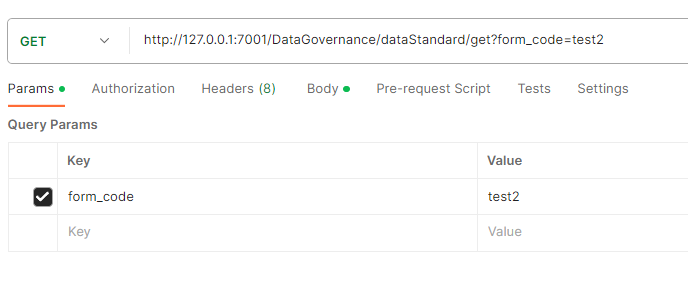 GET http://127.0.0.1:7001/DataGovernance/dataStandard/get?form_code=test2
Params Authorization Headers (8) Body Pre-request Script Tests Settings
Query Params
Key Value
form_code test2
Key Value